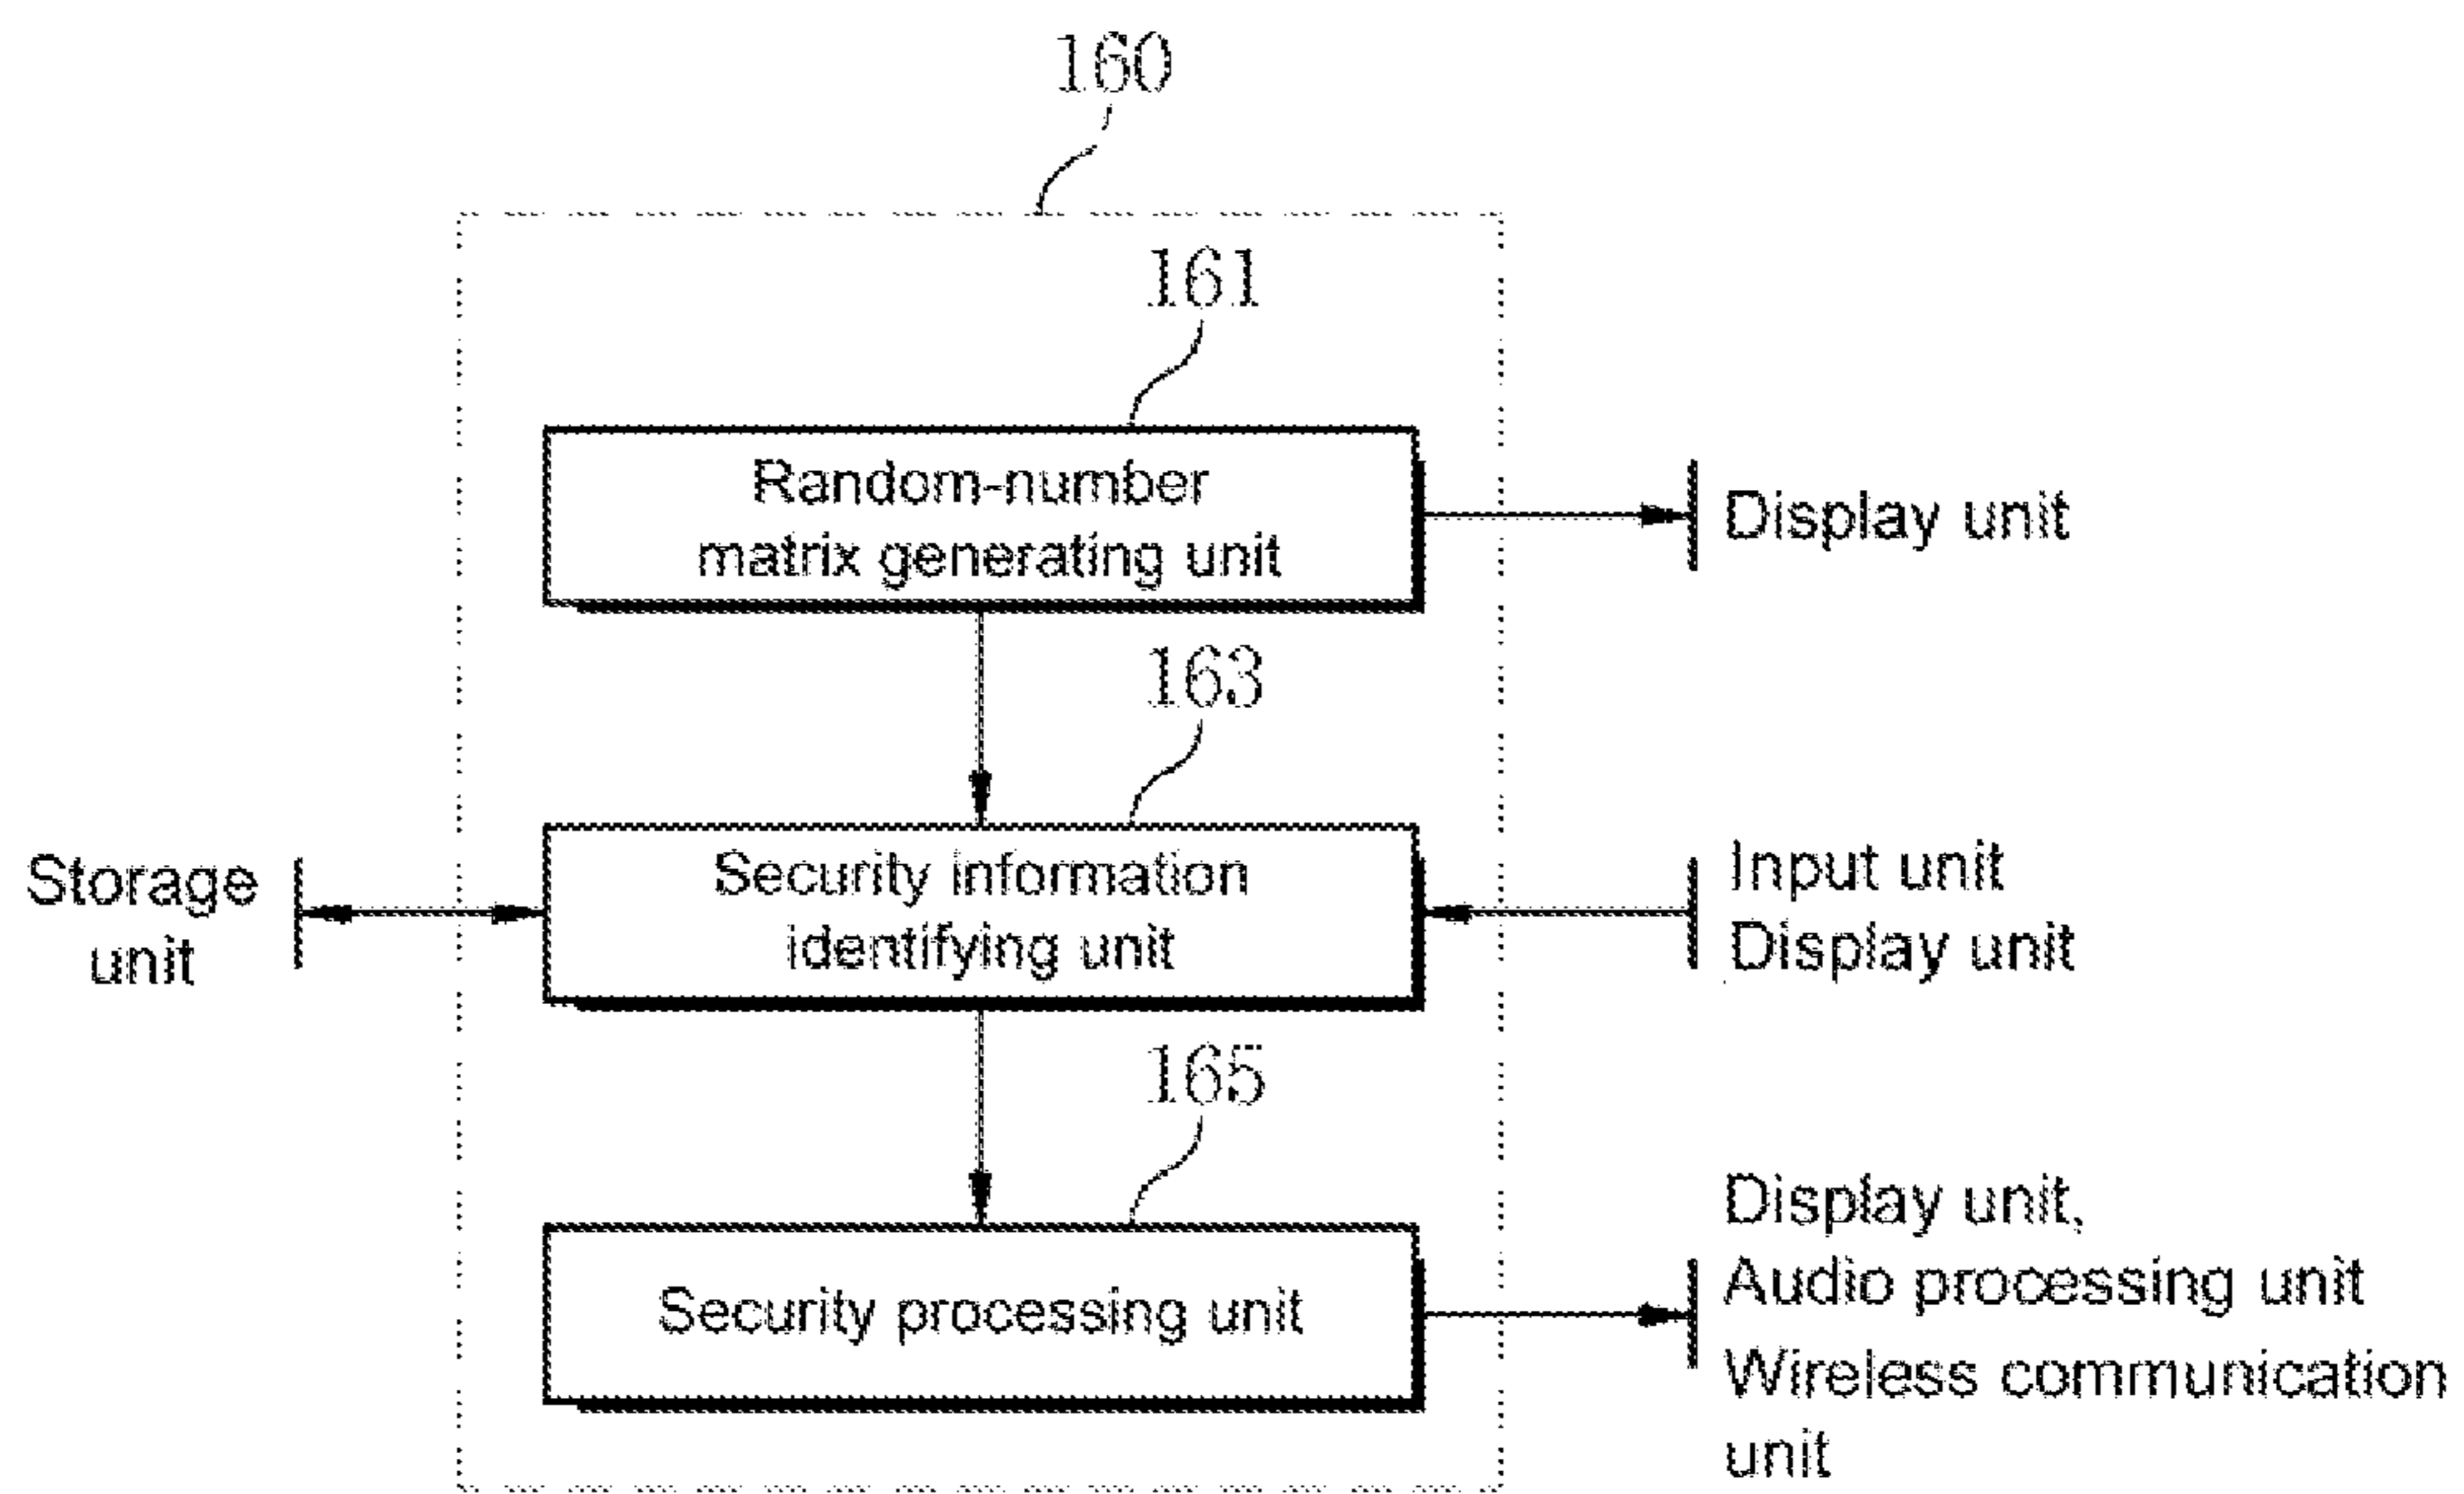 160
161
Random-number
matrix generating unit
Display unit
163
Security information
identifying unit
Storage
unit
Input unit
Display unit
165
Security processing unit
Display unit,
Audio processing unit
Wireless communication
unit